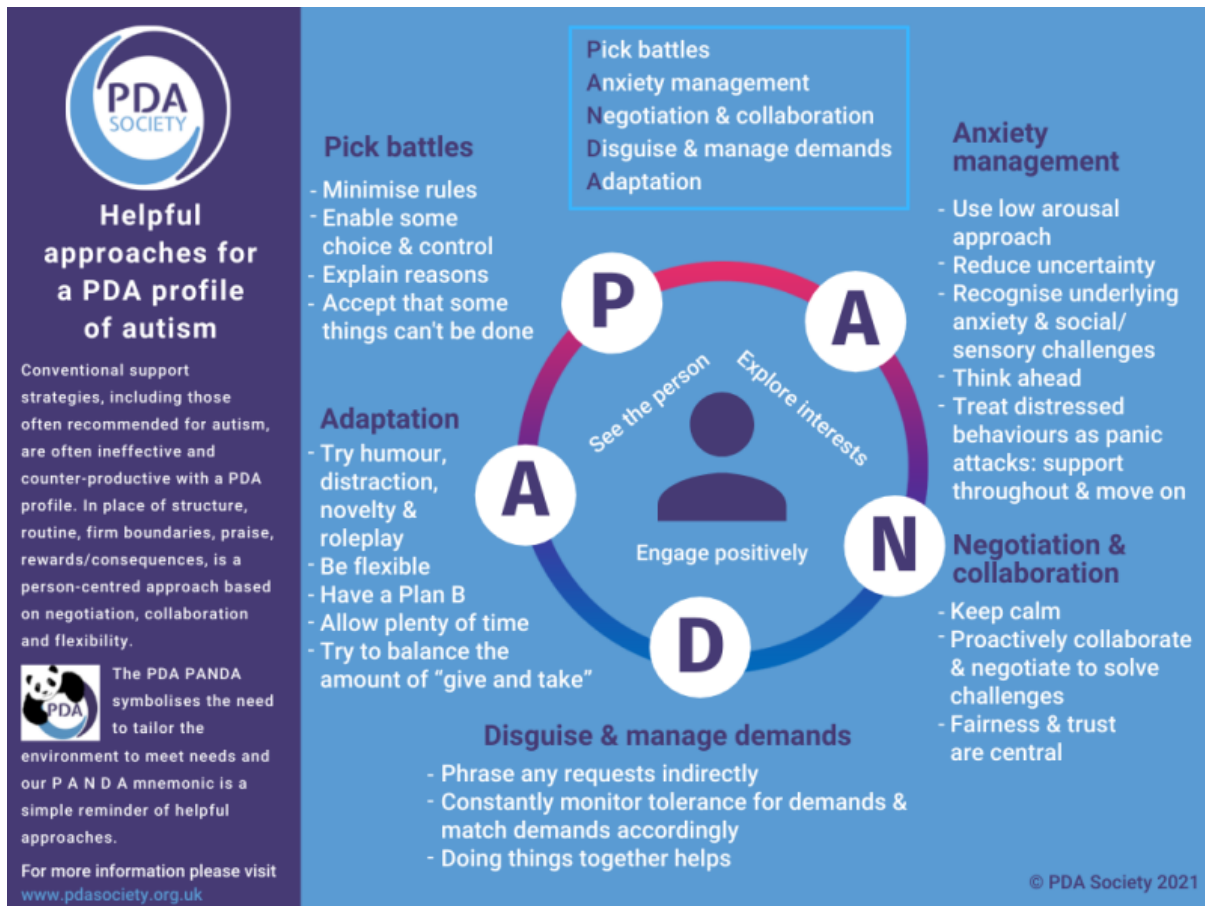 PDA
SOCIETY
Helpful
approaches for
a PDA profile
of autism
Conventional support
strategies, including those
often recommended for autism,
are often ineffective and
counter-productive with a PDA
profile. In place of structure,
routine, firm boundaries, praise,
rewards/consequences, is a
person-centred approach based
on negotiation, collaboration
and flexibility.
PDA
The PDA PANDA
symbolises the need
to tailor the
environment to meet needs and
our P A N D A mnemonic is a
simple reminder of helpful
approaches.
For more information please visit
www.pdasociety.org.uk
Pick battles
Anxiety management
Negotiation & collaboration
Disguise & manage demands
Adaptation
Pick battles
- Minimise rules
- Enable some
choice & control
- Explain reasons
- Accept that some
things can't be done
Anxiety
management
- Use low arousal
approach
- Reduce uncertainty
- Recognise underlying
anxiety & social/
sensory challenges
- Think ahead
- Treat distressed
behaviours as panic
attacks: support
throughout & move on
Negotiation &
collaboration
- Keep calm
- Proactively collaborate
& negotiate to solve
challenges
- Fairness & trust
are central
Disguise & manage demands
- Phrase any requests indirectly
- Constantly monitor tolerance for demands &
match demands accordingly
- Doing things together helps
Adaptation
- Try humour,
distraction,
novelty &
roleplay
- Be flexible
- Have a Plan B
- Allow plenty of time
- Try to balance the
amount of “give and take”
P
A
N
D
A
See the person
Explore interests
Engage positively
© PDA Society 2021